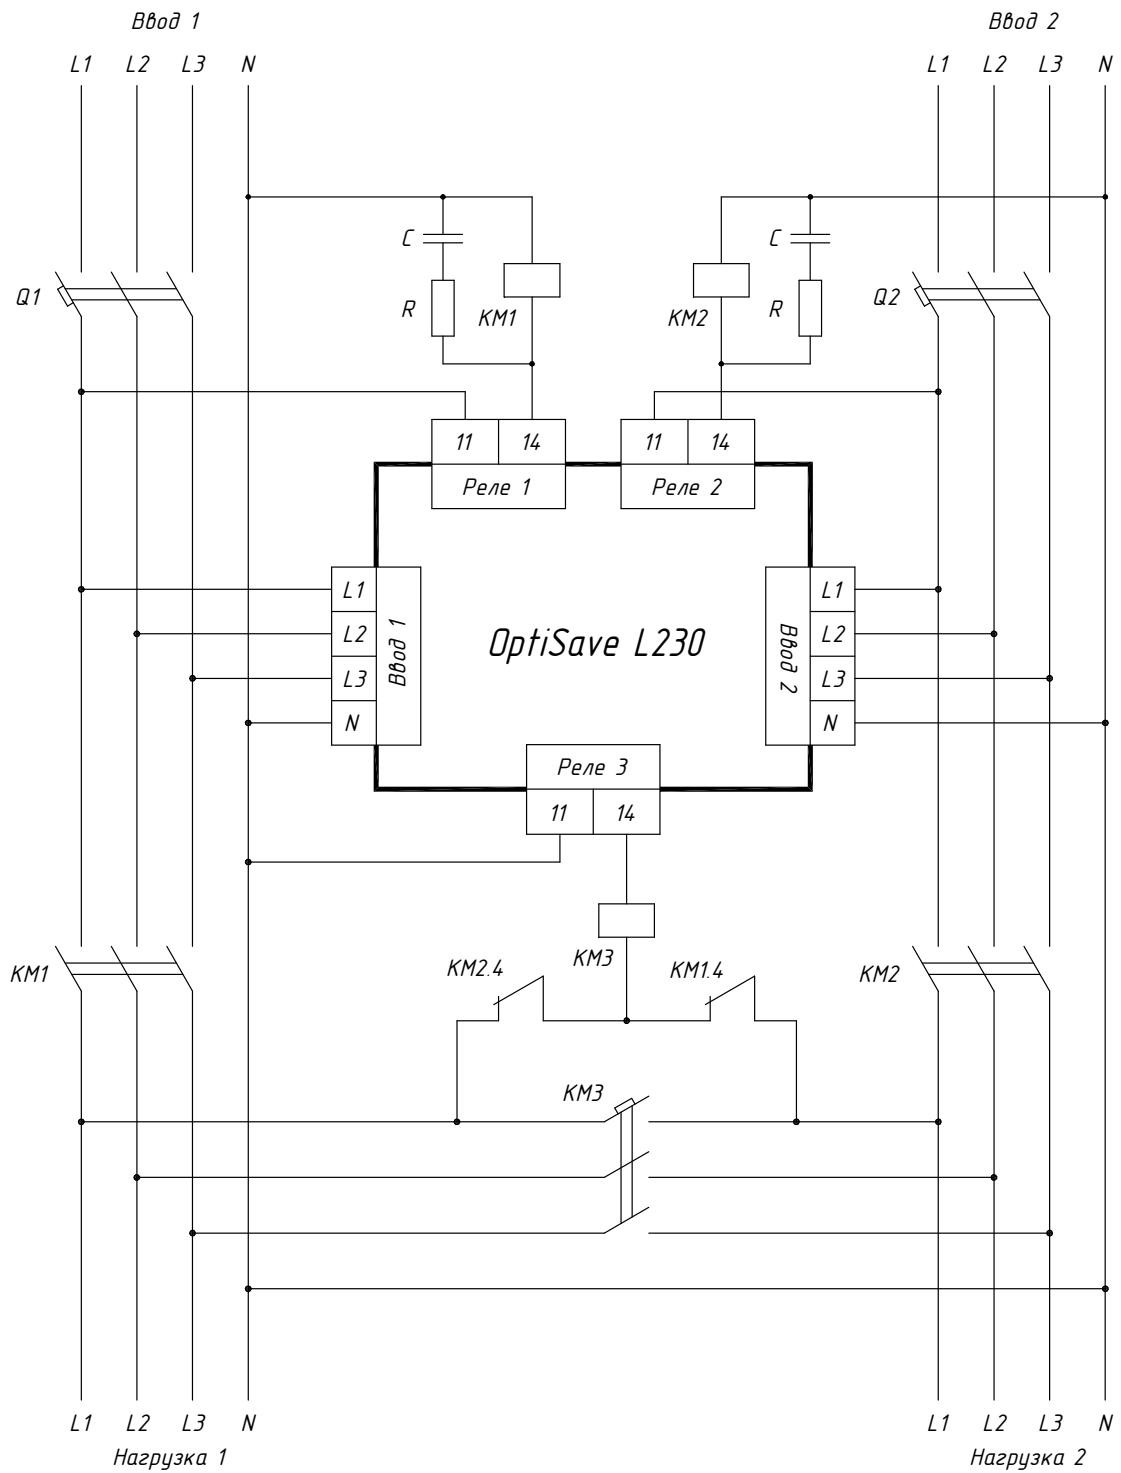 Ввод 1
Ввод 2
L1 L2 L3 N
L1 L2 L3 N
C
C
Q1
R
KM1
KM2
R
Q2
11 14
11 14
Реле 1
Реле 2
L1
L2
L3
N
Ввод 1
OptiSave L230
Ввод 2
L1
L2
L3
N
Реле 3
11 14
KM1
KM2.4
KM3
KM1.4
KM2
KM3
L1 L2 L3 N
L1 L2 L3 N
Нагрузка 1
Нагрузка 2